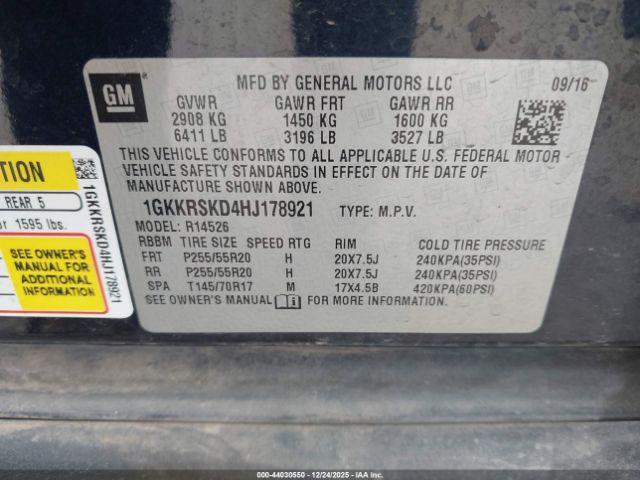 GM
MFD BY GENERAL MOTORS LLC
09/16
GVWR GAWR FRT GAWR RR
2908 KG 1450 KG 1600 KG
6411 LB 3196 LB 3527 LB
THIS VEHICLE CONFORMS TO ALL APPLICABLE U.S. FEDERAL MOTOR
VEHICLE SAFETY STANDARDS IN EFFECT ON THE DATE OF
MANUFACTURE SHOWN ABOVE.
1GKKRSKD4HJ178921 TYPE: M.P.V.
MODEL: R14526
RBBM TIRE SIZE SPEED RTG RIM COLD TIRE PRESSURE
FRT P255/55R20 H 20X7.5J 240KPA(35PSI)
RR P255/55R20 H 20X7.5J 240KPA(35PSI)
SPA T145/70R17 M 17X4.5B 420KPA(60PSI)
SEE OWNER'S MANUAL FOR MORE INFORMATION
TION
REAR 5
or 1595 lbs.
SEE OWNER'S
MANUAL FOR
ADDITIONAL
INFORMATION
1GKKRSKD4HJ178921
000-44030550 - 12/24/2025 - Copyright IAA, LLC